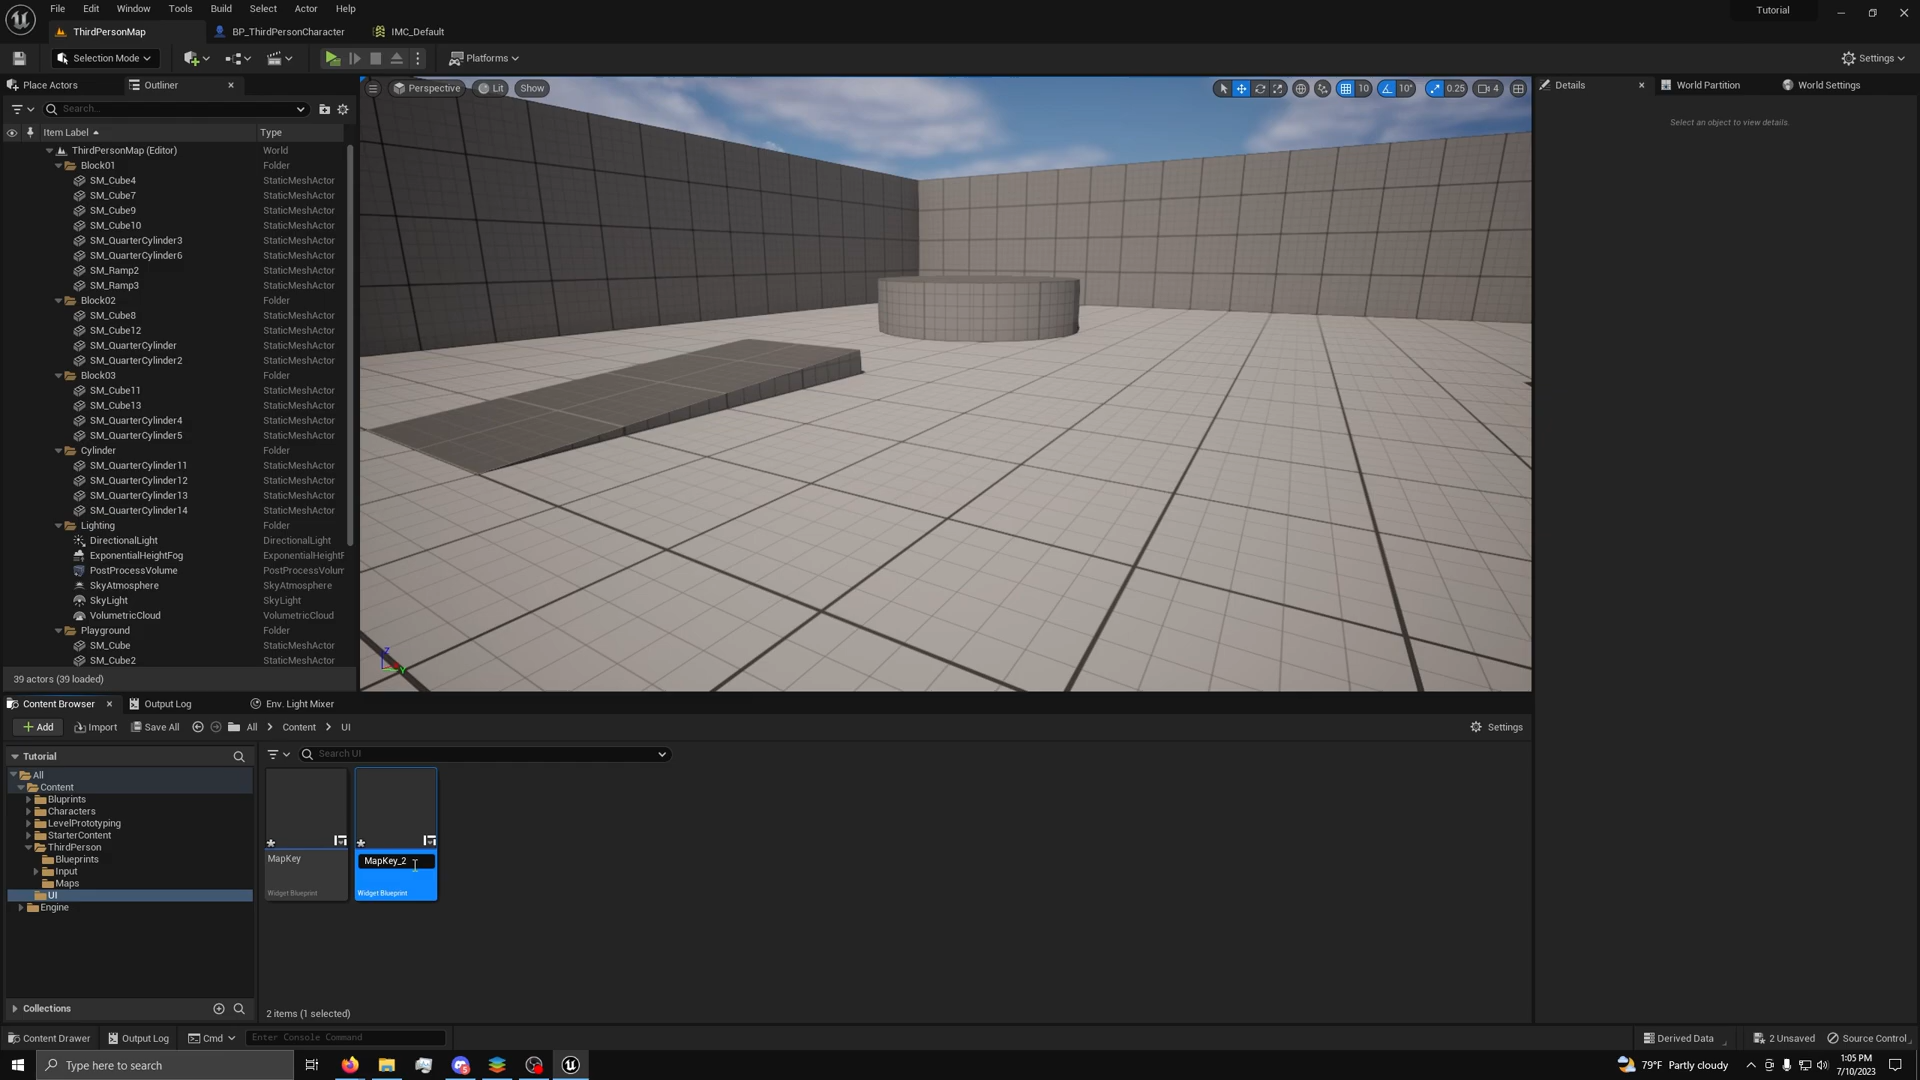 File Edit Window Tools Build Select Actor Help
Tutorial
ThirdPersonMap BP_ThirdPersonCharacter IMC_Default
Selection Mode Platforms Settings
Place Actors Outliner
Search...
Item Label Type
ThirdPersonMap (Editor) World
Block01 Folder
SM_Cube4 StaticMeshActor
SM_Cube7 StaticMeshActor
SM_Cube9 StaticMeshActor
SM_Cube10 StaticMeshActor
SM_QuarterCylinder3 StaticMeshActor
SM_QuarterCylinder6 StaticMeshActor
SM_Ramp2 StaticMeshActor
SM_Ramp3 StaticMeshActor
Block02 Folder
SM_Cube8 StaticMeshActor
SM_Cube12 StaticMeshActor
SM_QuarterCylinder StaticMeshActor
SM_QuarterCylinder2 StaticMeshActor
Block03 Folder
SM_Cube11 StaticMeshActor
SM_Cube13 StaticMeshActor
SM_QuarterCylinder4 StaticMeshActor
SM_QuarterCylinder5 StaticMeshActor
Cylinder Folder
SM_QuarterCylinder11 StaticMeshActor
SM_QuarterCylinder12 StaticMeshActor
SM_QuarterCylinder13 StaticMeshActor
SM_QuarterCylinder14 StaticMeshActor
Lighting Folder
DirectionalLight DirectionalLight
ExponentialHeightFog ExponentialHeightF
PostProcessVolume PostProcessVolum
SkyAtmosphere SkyAtmosphere
SkyLight SkyLight
VolumetricCloud VolumetricCloud
Playground Folder
SM_Cube StaticMeshActor
SM_Cube2 StaticMeshActor
39 actors (39 loaded)
Perspective Lit Show
10 10° 0.25 4
Z
Y
Details World Partition World Settings
Select an object to view details.
Content Browser Output Log Env. Light Mixer
Add Import Save All All Content UI Settings
Tutorial
All
Content
Bluprints
Characters
LevelPrototyping
StarterContent
ThirdPerson
Blueprints
Input
Maps
UI
Engine
Collections
Search UI
MapKey
Widget Blueprint
MapKey_2
Widget Blueprint
2 items (1 selected)
Content Drawer Output Log Cmd Enter Console Command Derived Data 2 Unsaved Source Control
Type here to search
79°F Partly cloudy
1:05 PM
7/10/2023